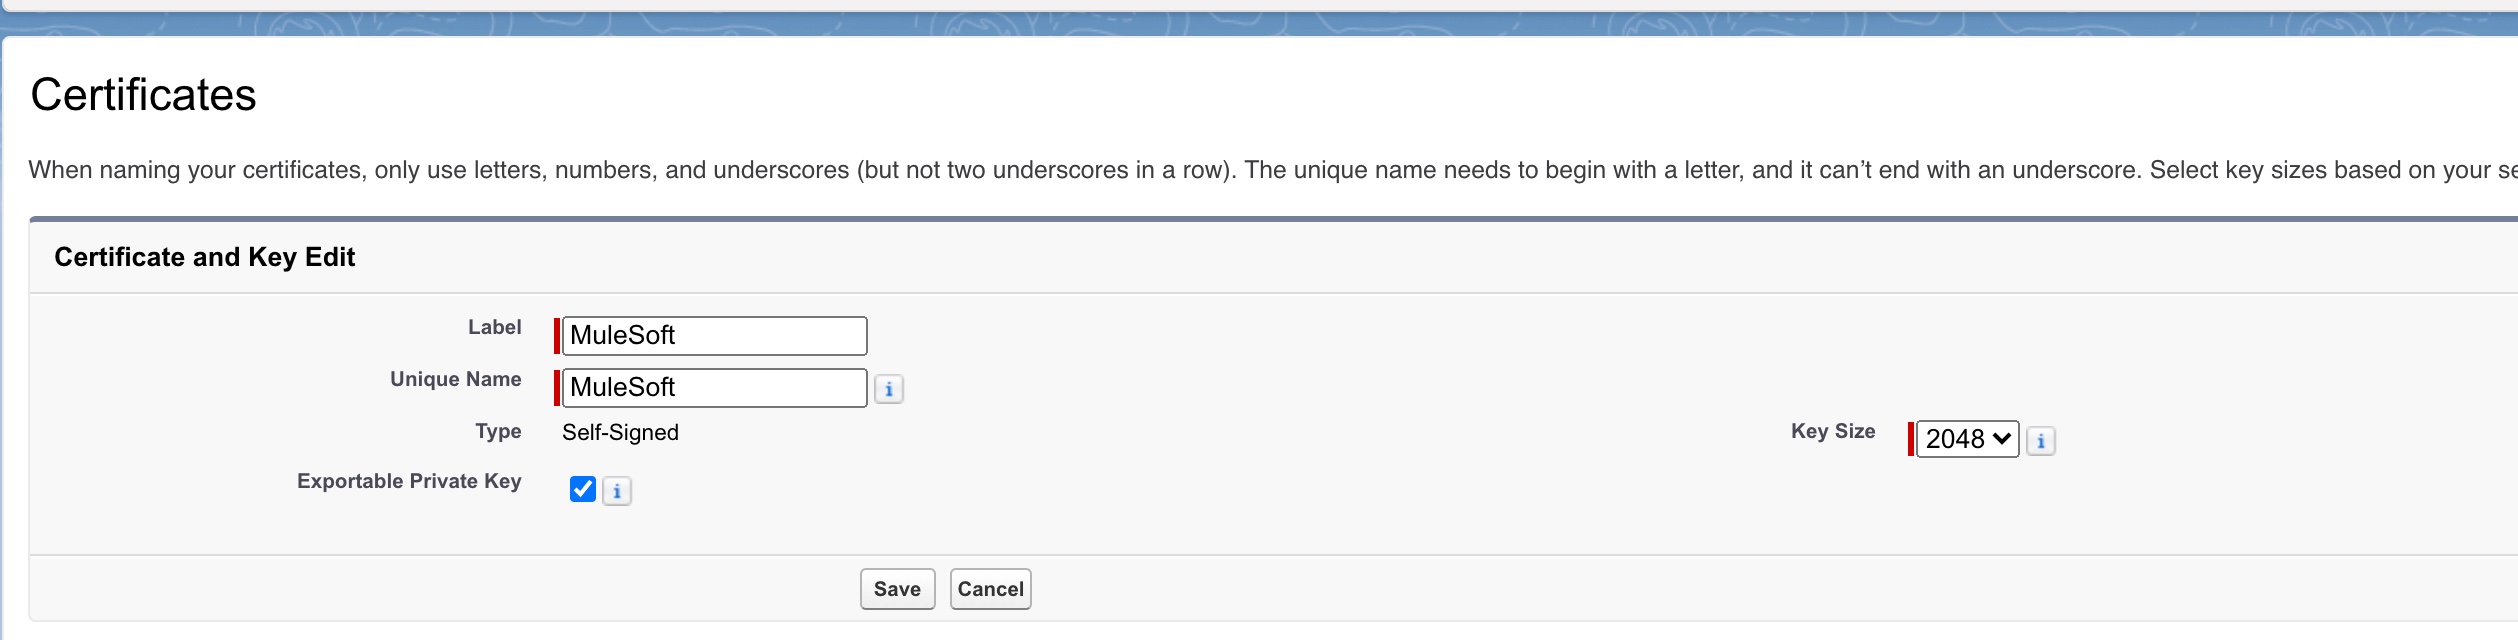 Certificates
When naming your certificates, only use letters, numbers, and underscores (but not two underscores in a row). The unique name needs to begin with a letter, and it can’t end with an underscore. Select key sizes based on your
Certificate and Key Edit
Label MuleSoft
Unique Name MuleSoft i
Type Self-Signed Key Size 2048 i
Exportable Private Key i
Save Cancel